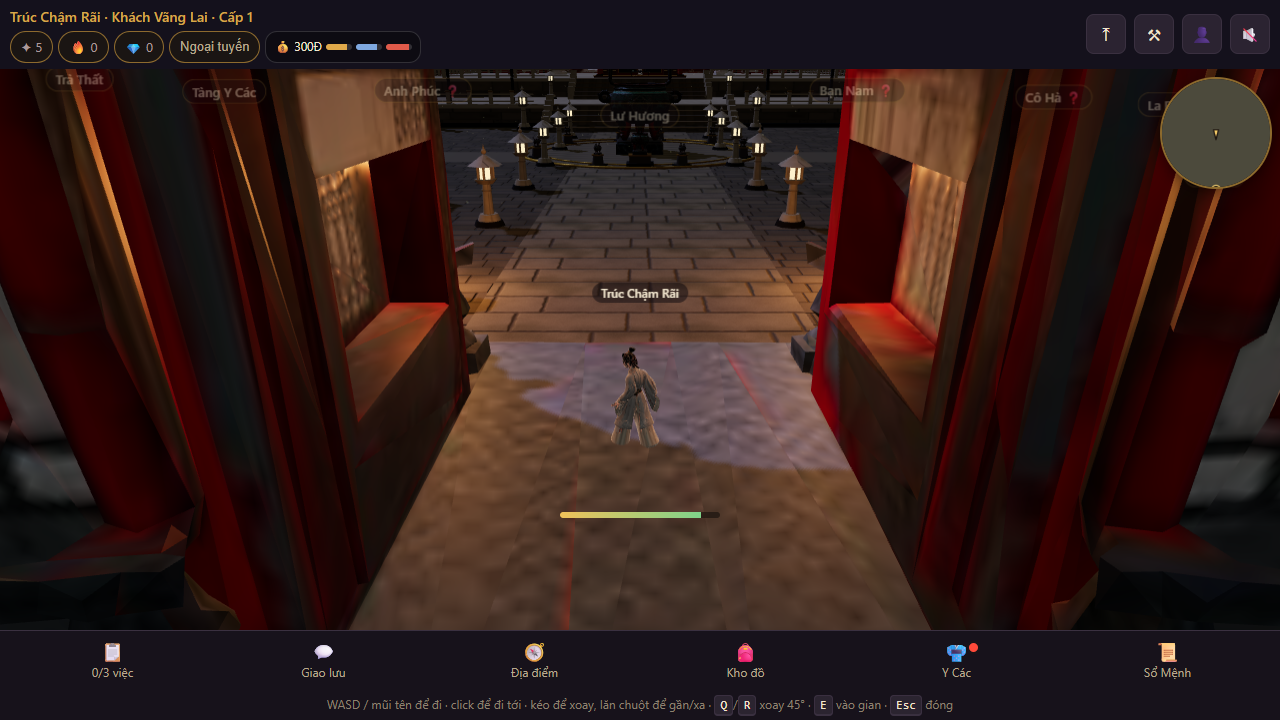 Trúc Chậm Rãi · Khách Vãng Lai · Cấp 1
5
0
0
Ngoại tuyến
300Đ
Trà Thất
Tăng Y Các
Anh Phúc ❓
Lư Hương
Bạn Nam ❓
Cô Hà ❓
La
Trúc Chậm Rãi
0/3 việc
Giao lưu
Địa điểm
Kho đồ
Y Các
Sổ Mệnh
WASD / mũi tên để đi · click để đi tới · kéo để xoay, lăn chuột để gần/xa · Q / R xoay 45° · E vào gian · Esc đóng